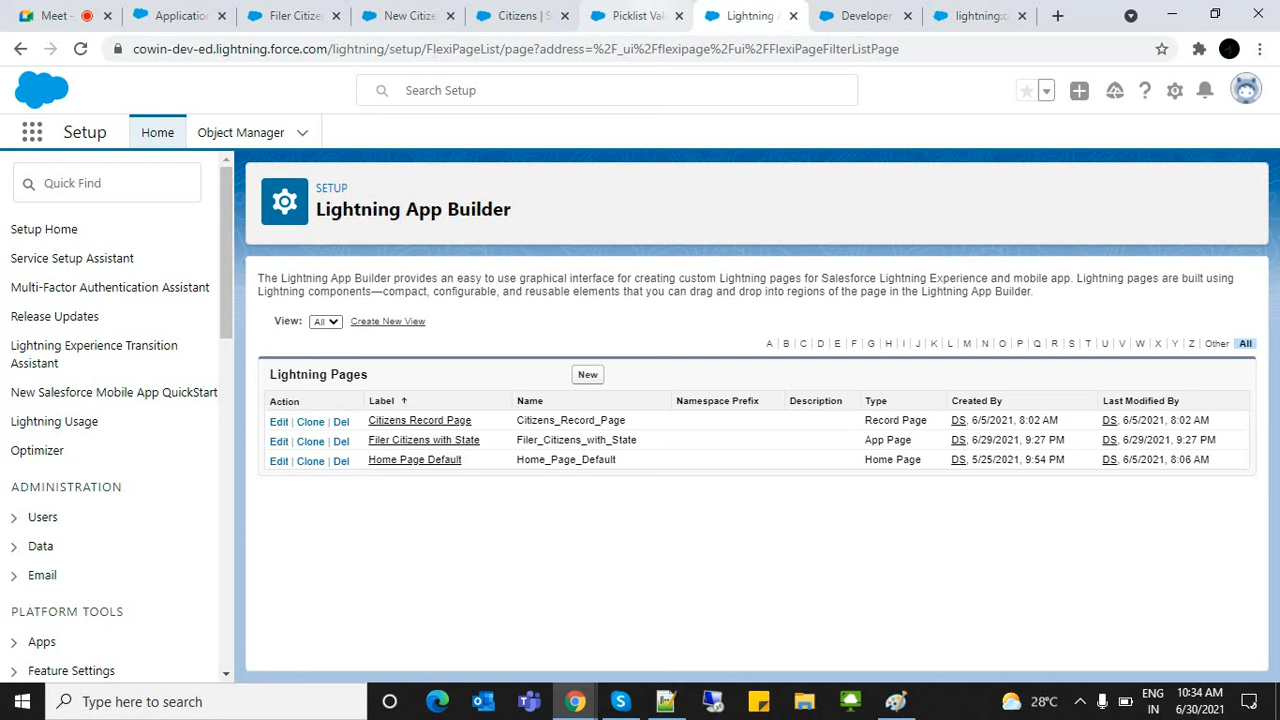 Meet -
Application
Filer Citize
New Citize
Citizens | S
Picklist Val
Lightning A
Developer
lightning:c
cowin-dev-ed.lightning.force.com/lightning/setup/FlexiPageList/page?address=%2F_ui%2Fflexipage%2Fui%2FFlexiPageFilterListPage
Search Setup
Setup
Home
Object Manager
Quick Find
Setup Home
Service Setup Assistant
Multi-Factor Authentication Assistant
Release Updates
Lightning Experience Transition
Assistant
New Salesforce Mobile App QuickStart
Lightning Usage
Optimizer
ADMINISTRATION
Users
Data
Email
PLATFORM TOOLS
Apps
Feature Settings
SETUP
Lightning App Builder
The Lightning App Builder provides an easy to use graphical interface for creating custom Lightning pages for Salesforce Lightning Experience and mobile app. Lightning pages are built using
Lightning components—compact, configurable, and reusable elements that you can drag and drop into regions of the page in the Lightning App Builder.
View: All Create New View
A B C D E F G H I J K L M N O P Q R S T U V W X Y Z Other All
Lightning Pages New
Action Label ↑ Name Namespace Prefix Description Type Created By Last Modified By
Edit | Clone | Del Citizens Record Page Citizens_Record_Page Record Page DS, 6/5/2021, 8:02 AM DS, 6/5/2021, 8:02 AM
Edit | Clone | Del Filer Citizens with State Filer_Citizens_with_State App Page DS, 6/29/2021, 9:27 PM DS, 6/29/2021, 9:27 PM
Edit | Clone | Del Home Page Default Home_Page_Default Home Page DS, 5/25/2021, 9:54 PM DS, 6/5/2021, 8:06 AM
Type here to search
28°C
ENG
IN
10:34 AM
6/30/2021